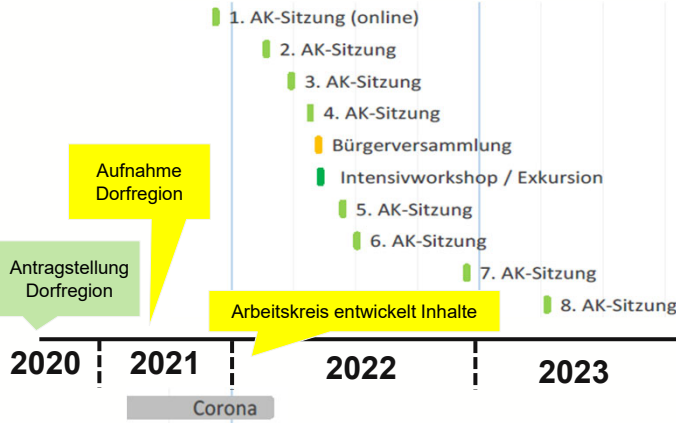 1. AK-Sitzung (online)
2. AK-Sitzung
3. AK-Sitzung
4. AK-Sitzung
Bürgerversammlung
Aufnahme
Dorfregion
Intensivworkshop / Exkursion
5. AK-Sitzung
6. AK-Sitzung
Antragstellung
Dorfregion
7. AK-Sitzung
8. AK-Sitzung
Arbeitskreis entwickelt Inhalte
2020 2021 2022 2023
Corona